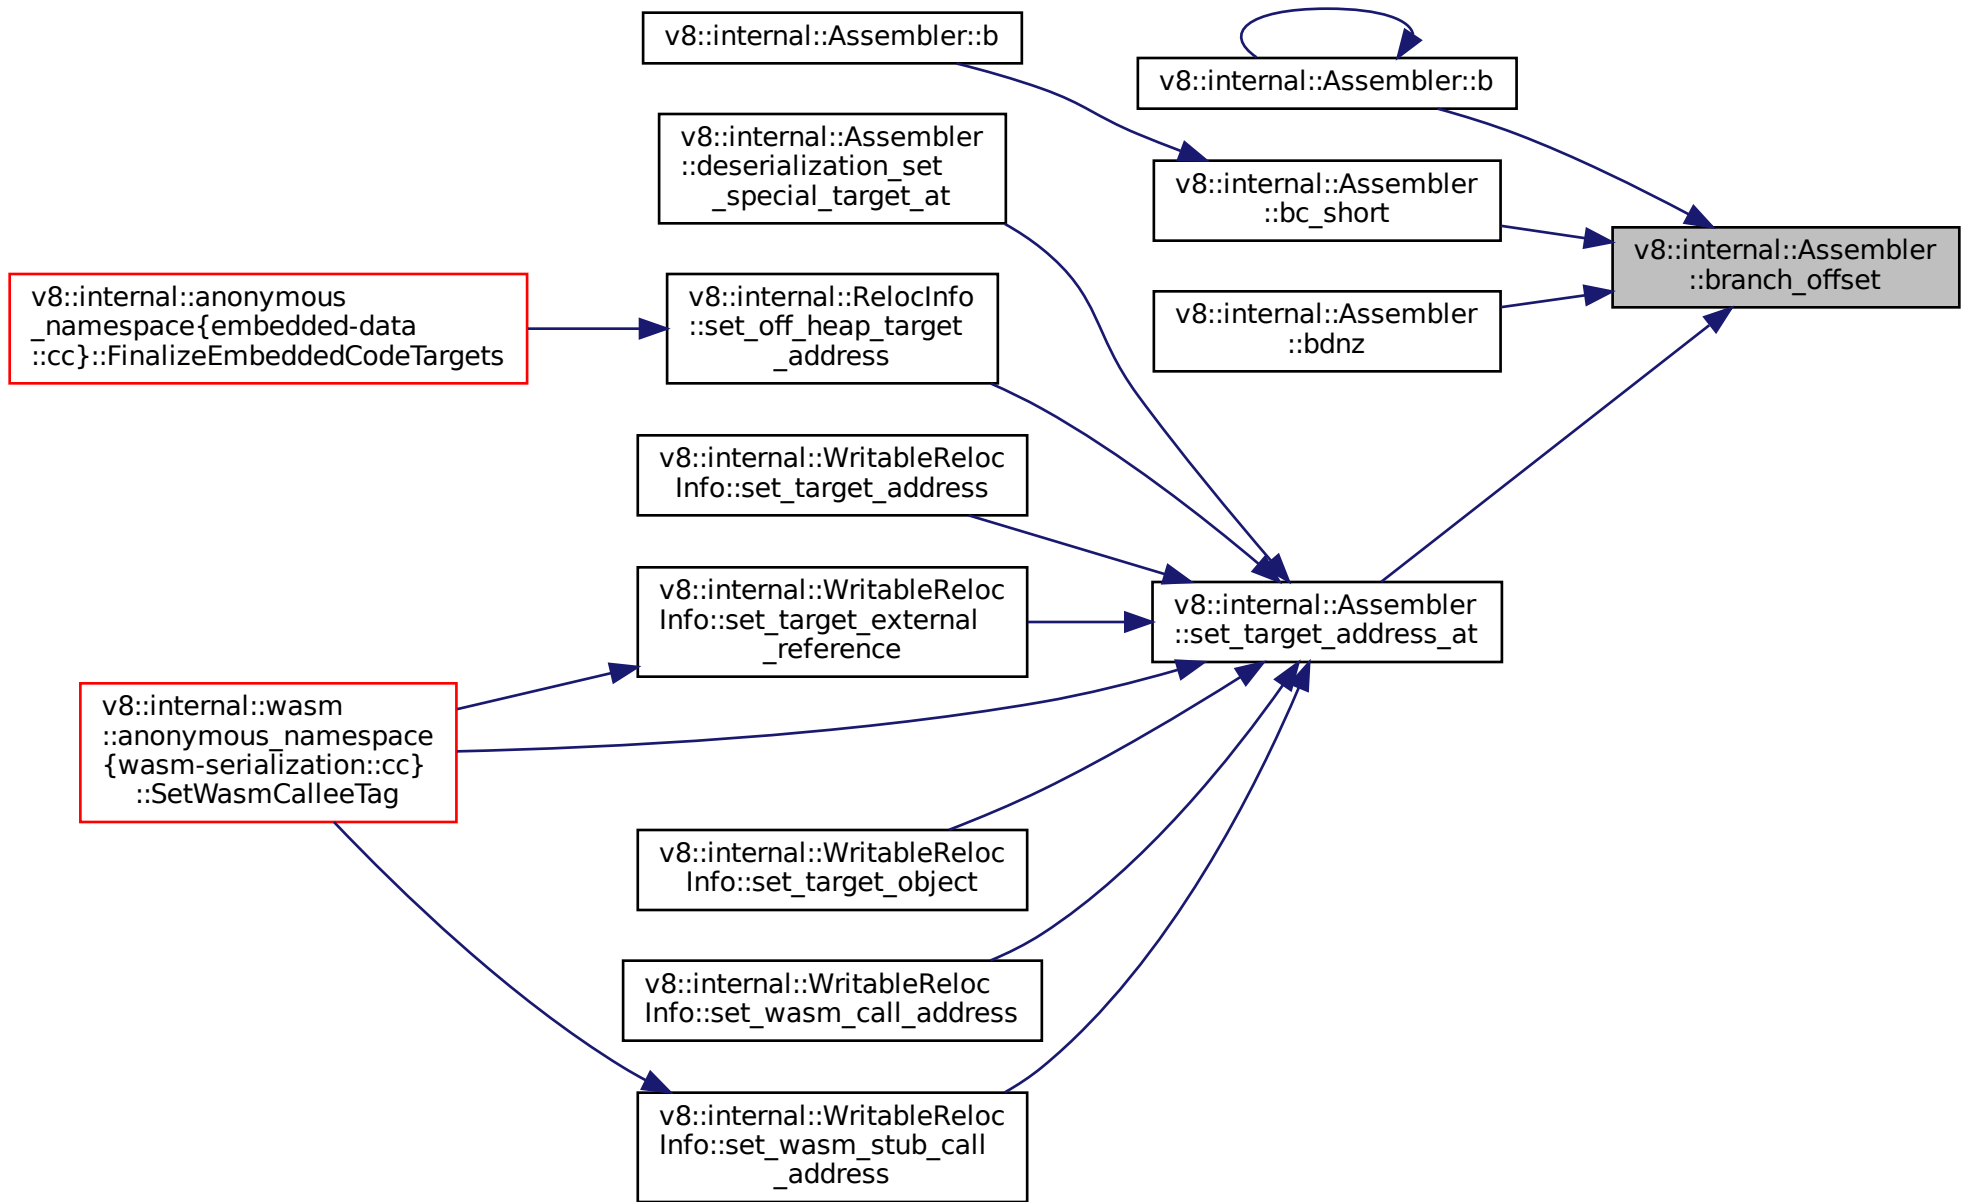 v8::internal::Assembler::b
v8::internal::Assembler::b
v8::internal::Assembler
::deserialization_set
_special_target_at
v8::internal::Assembler
::bc_short
v8::internal::Assembler
::branch_offset
v8::internal::anonymous
_namespace{embedded-data
::cc}::FinalizeEmbeddedCodeTargets
v8::internal::RelocInfo
::set_off_heap_target
_address
v8::internal::Assembler
::bdnz
v8::internal::WritableReloc
Info::set_target_address
v8::internal::WritableReloc
Info::set_target_external
_reference
v8::internal::Assembler
::set_target_address_at
v8::internal::wasm
::anonymous_namespace
{wasm-serialization::cc}
::SetWasmCalleeTag
v8::internal::WritableReloc
Info::set_target_object
v8::internal::WritableReloc
Info::set_wasm_call_address
v8::internal::WritableReloc
Info::set_wasm_stub_call
_address